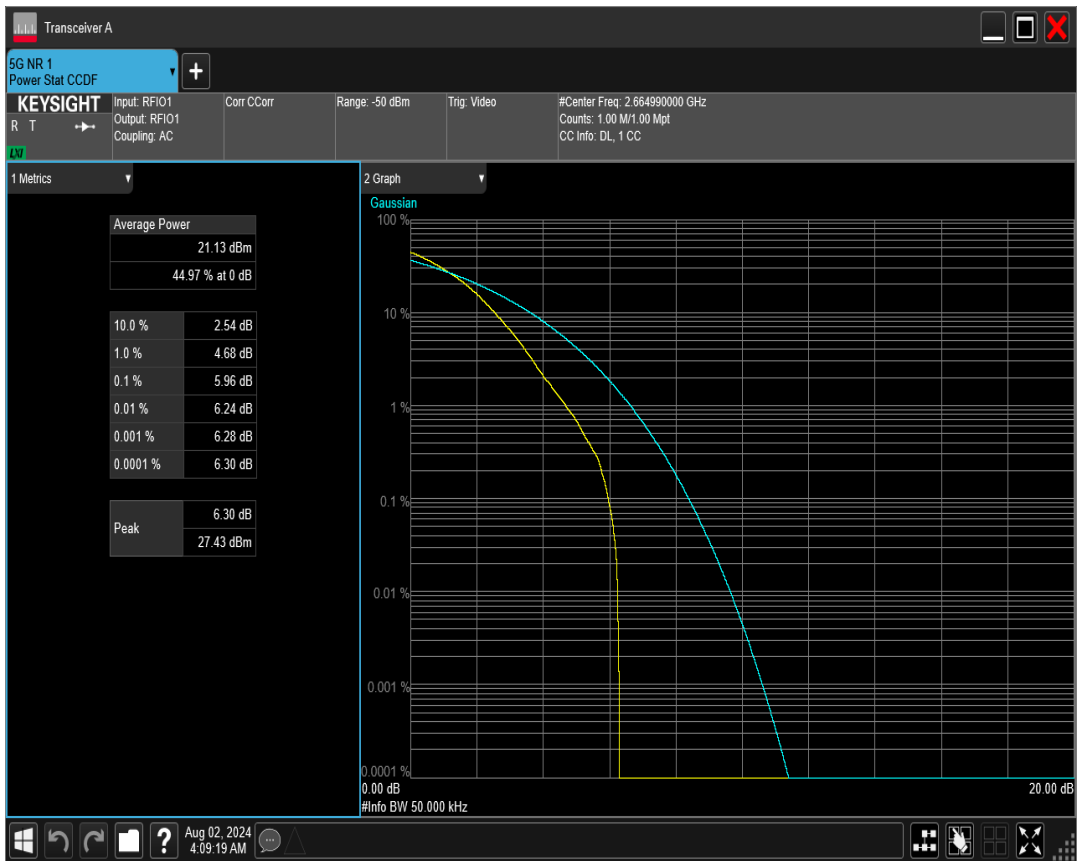 Transceiver A
5G NR 1
Power Stat CCDF
+
KEYSIGHT
R T
LXI
Input: RFIO1
Output: RFIO1
Coupling: AC
Corr CCorr
Range: -50 dBm
Trig: Video
#Center Freq: 2.664990000 GHz
Counts: 1.00 M/1.00 Mpt
CC Info: DL, 1 CC
1 Metrics
Average Power
21.13 dBm
44.97 % at 0 dB
10.0 % 2.54 dB
1.0 % 4.68 dB
0.1 % 5.96 dB
0.01 % 6.24 dB
0.001 % 6.28 dB
0.0001 % 6.30 dB
Peak
6.30 dB
27.43 dBm
2 Graph
Gaussian
100 %
10 %
1 %
0.1 %
0.01 %
0.001 %
0.0001 %
0.00 dB 20.00 dB
#Info BW 50.000 kHz
?
Aug 02, 2024
4:09:19 AM